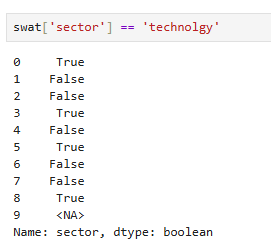 swat['sector'] == 'technolgy'
0 True
1 False
2 False
3 True
4 False
5 True
6 False
7 False
8 True
9 <NA>
Name: sector, dtype: boolean